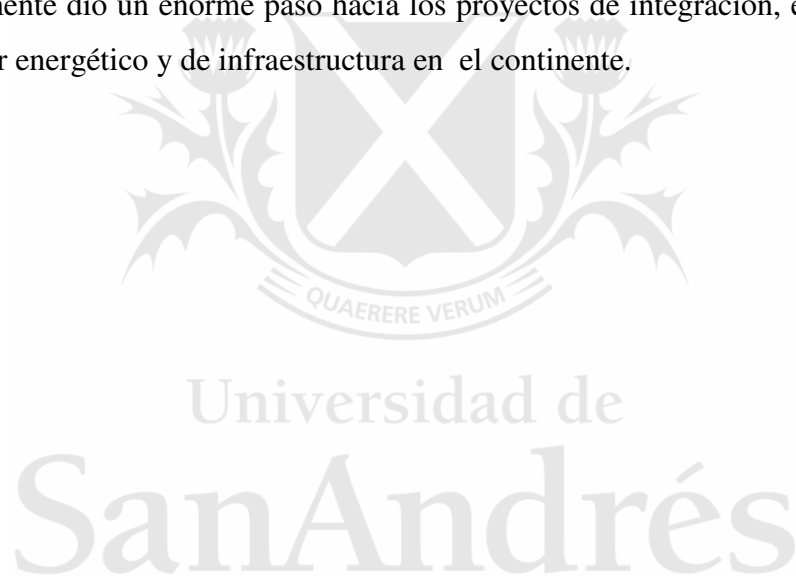 mente dio un enorme paso hacia los proyectos de integración, e
r energético y de infraestructura en el continente.
QUAERERE VERUM
Universidad de
SanAndrés